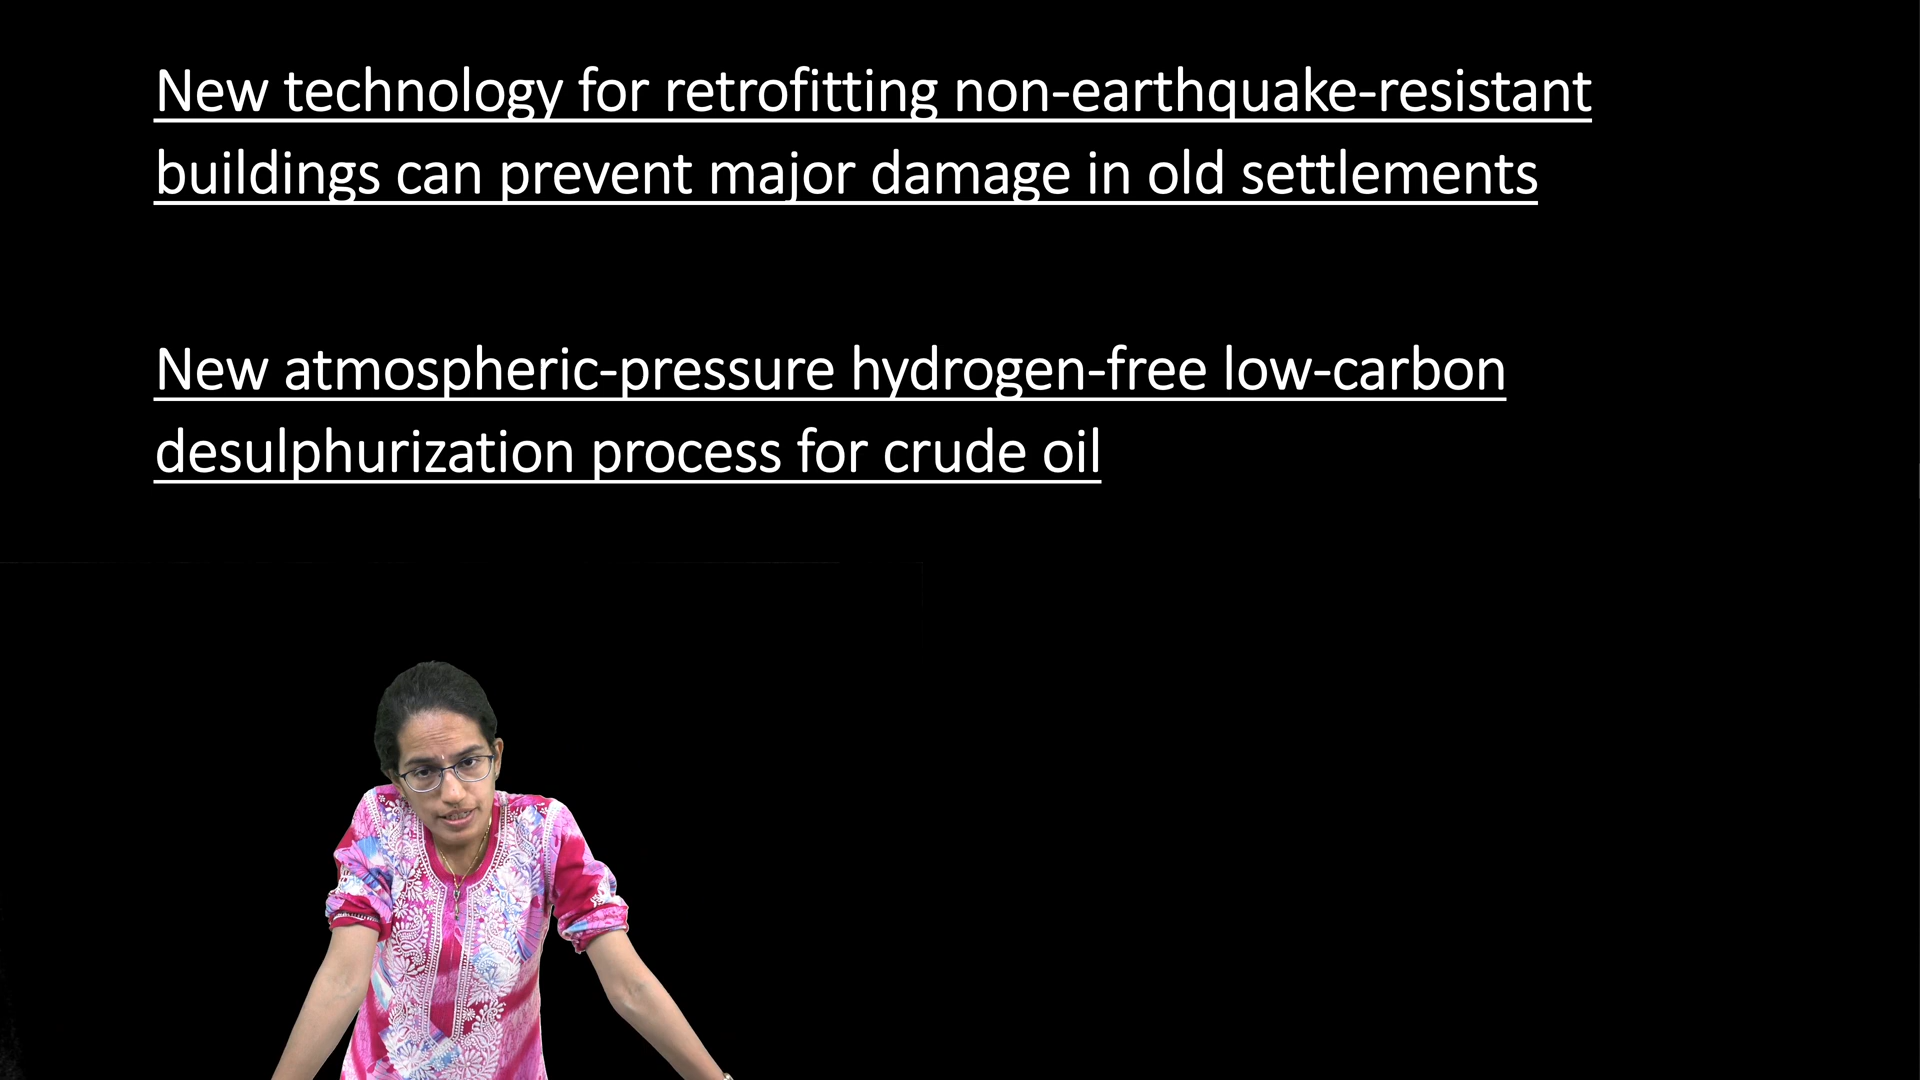 New technology for retrofitting non-earthquake-resistant
buildings can prevent major damage in old settlements
New atmospheric-pressure hydrogen-free low-carbon
desulphurization process for crude oil